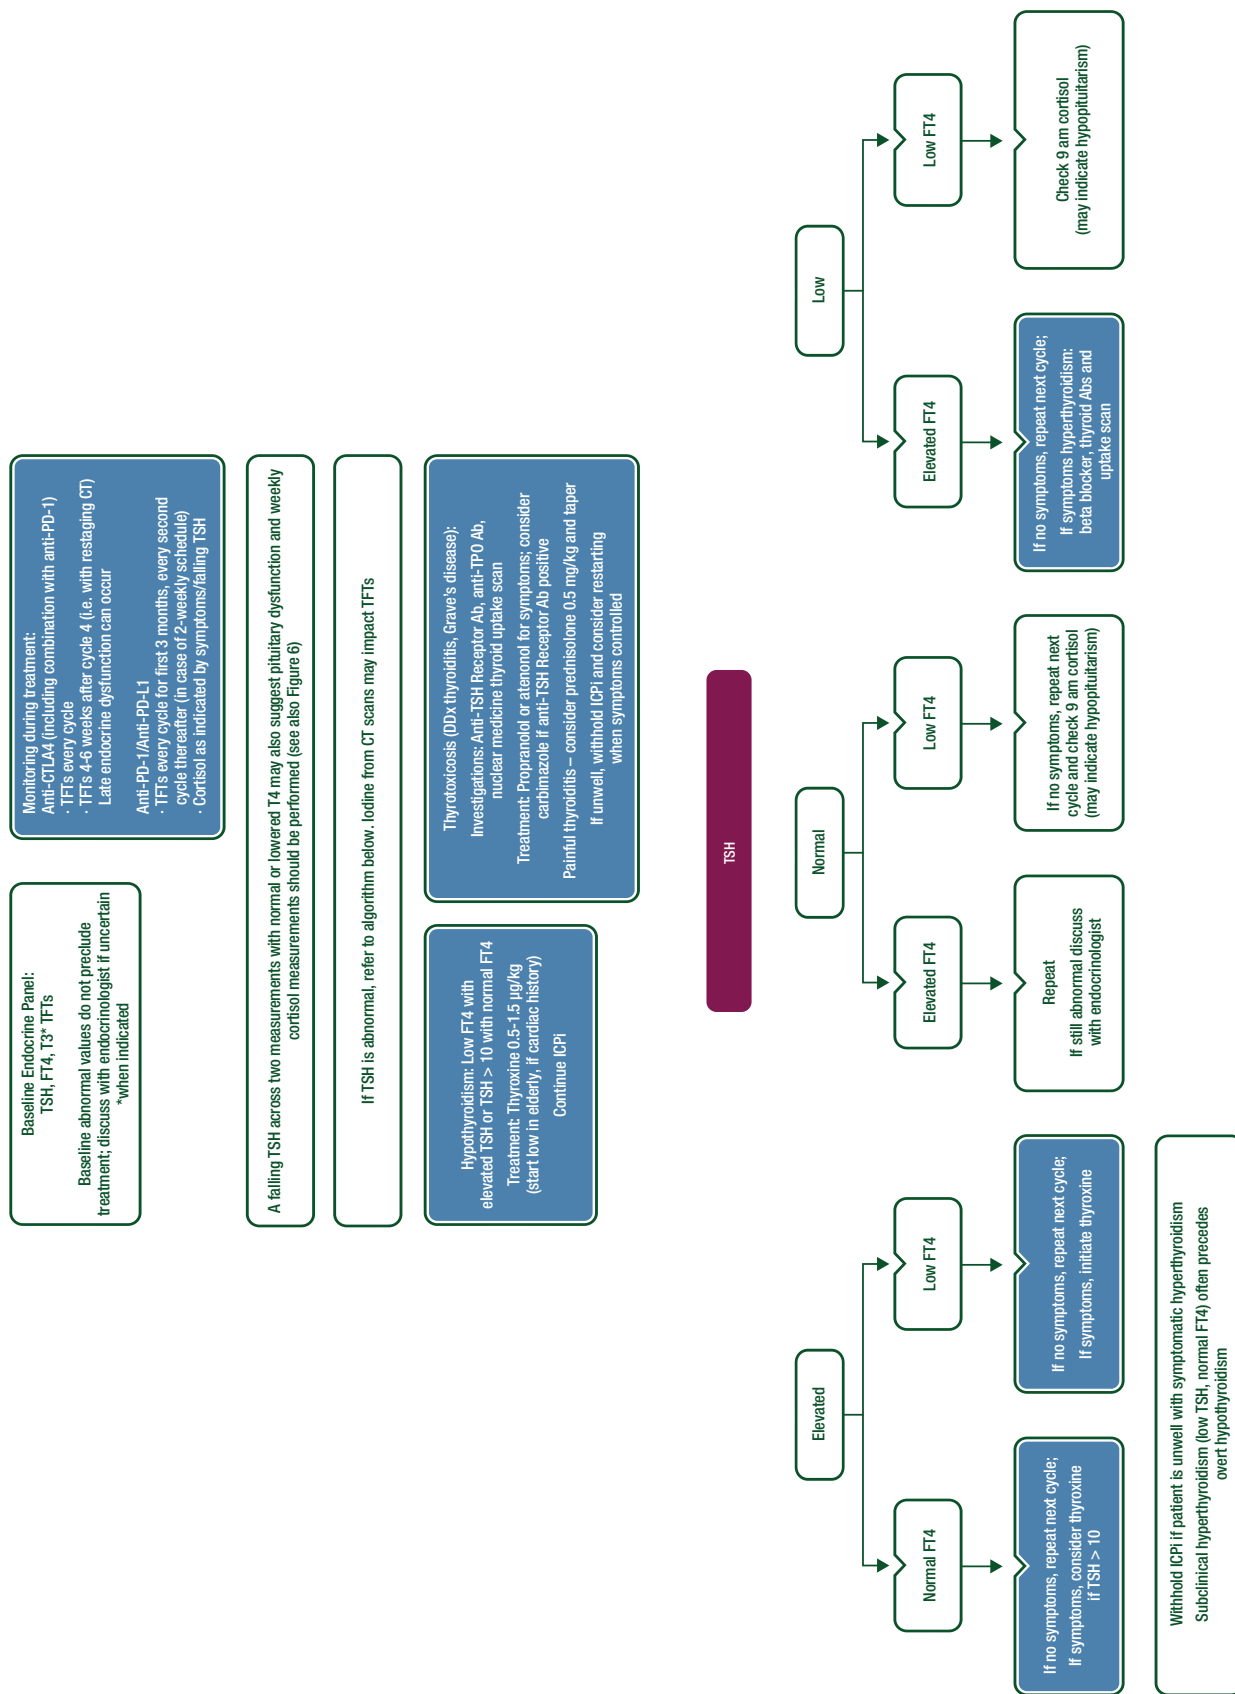 Baseline Endocrine Panel:
TSH, FT4, T3* TFTs
Baseline abnormal values do not preclude
treatment; discuss with endocrinologist if uncertain
*when indicated
Monitoring during treatment:
Anti-CTLA4 (including combination with anti-PD-1)
· TFTs every cycle
· TFTs 4-6 weeks after cycle 4 (i.e. with restaging CT)
Late endocrine dysfunction can occur
Anti-PD-1/Anti-PD-L1
· TFTs every cycle for first 3 months, every second
cycle thereafter (in case of 2-weekly schedule)
· Cortisol as indicated by symptoms/falling TSH
A falling TSH across two measurements with normal or lowered T4 may also suggest pituitary dysfunction and weekly
cortisol measurements should be performed (see also Figure 6)
If TSH is abnormal, refer to algorithm below. Iodine from CT scans may impact TFTs
Hypothyroidism: Low FT4 with
elevated TSH or TSH > 10 with normal FT4
Treatment: Thyroxine 0.5-1.5 µg/kg
(start low in elderly, if cardiac history)
Continue ICPi
Thyrotoxicosis (DDx thyroiditis, Grave's disease):
Investigations: Anti-TSH Receptor Ab, anti-TPO Ab,
nuclear medicine thyroid uptake scan
Treatment: Propranolol or atenonol for symptoms; consider
carbimazole if anti-TSH Receptor Ab positive
Painful thyroiditis – consider prednisolone 0.5 mg/kg and taper
If unwell, withhold ICPi and consider restarting
when symptoms controlled
TSH
Elevated
Normal
Low
Normal FT4
Low FT4
Elevated FT4
Low FT4
Elevated FT4
Low FT4
If no symptoms, repeat next cycle;
If symptoms, consider thyroxine
if TSH > 10
If no symptoms, repeat next cycle;
If symptoms, initiate thyroxine
Repeat
If still abnormal discuss
with endocrinologist
If no symptoms, repeat next
cycle and check 9 am cortisol
(may indicate hypopituitarism)
If no symptoms, repeat next cycle;
If symptoms hyperthyroidism:
beta blocker, thyroid Abs and
uptake scan
Check 9 am cortisol
(may indicate hypopituitarism)
Withhold ICPi if patient is unwell with symptomatic hyperthyroidism
Subclinical hyperthyroidism (low TSH, normal FT4) often precedes
overt hypothyroidism